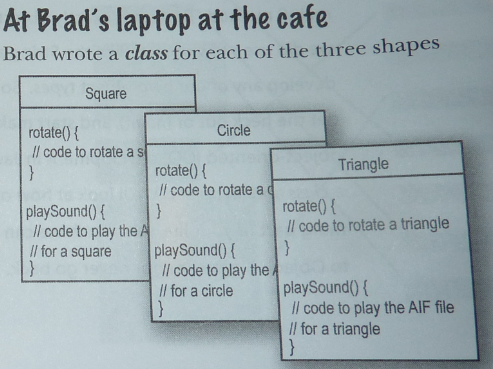 At Brad's laptop at the cafe
Brad wrote a class for each of the three shapes
Square
rotate() {
// code to rotate a s
}
playSound() {
// code to play the A
// for a square
}
Circle
rotate() {
// code to rotate a c
}
playSound() {
// code to play the A
// for a circle
}
Triangle
rotate() {
// code to rotate a triangle
}
playSound() {
// code to play the AIF file
// for a triangle
}